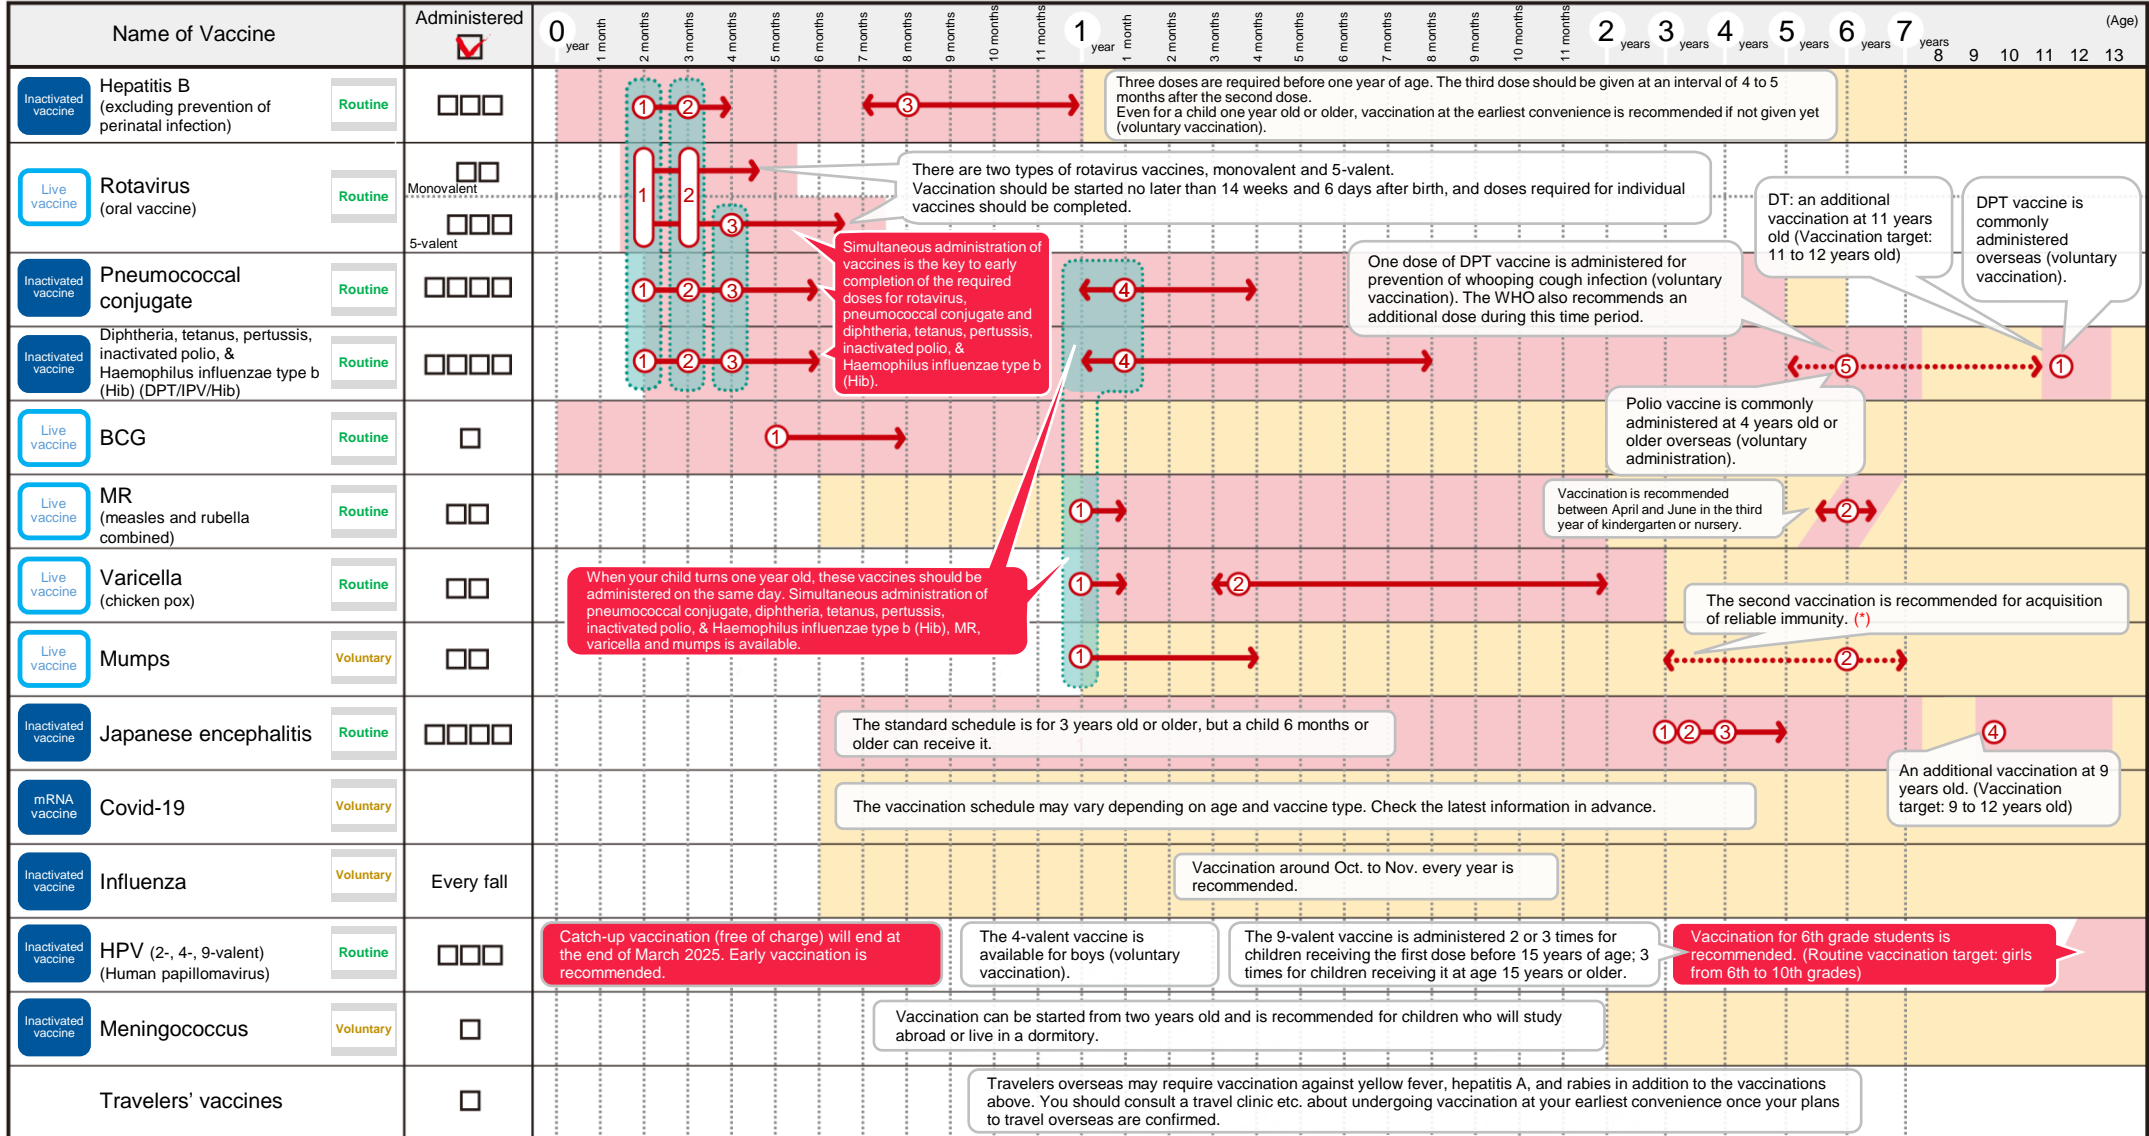 Name of Vaccine
Administered
0 year
1 month
2 months
3 months
4 months
5 months
6 months
7 months
8 months
9 months
10 months
11 months
1 year
1 month
2 months
3 months
4 months
5 months
6 months
7 months
8 months
9 months
10 months
11 months
2 years
3 years
4 years
5 years
6 years
7 years
8
9
10
11
12
13
(Age)
Inactivated
vaccine
Hepatitis B
(excluding prevention of
perinatal infection)
Routine
1
2
3
Three doses are required before one year of age. The third dose should be given at an interval of 4 to 5
months after the second dose.
Even for a child one year old or older, vaccination at the earliest convenience is recommended if not given yet
(voluntary vaccination).
Live
vaccine
Rotavirus
(oral vaccine)
Routine
Monovalent
5-valent
1
2
3
There are two types of rotavirus vaccines, monovalent and 5-valent.
Vaccination should be started no later than 14 weeks and 6 days after birth, and doses required for individual
vaccines should be completed.
DT: an additional
vaccination at 11 years
old (Vaccination target:
11 to 12 years old)
DPT vaccine is
commonly
administered
overseas (voluntary
vaccination).
Inactivated
vaccine
Pneumococcal
conjugate
Routine
1
2
3
4
Simultaneous administration of
vaccines is the key to early
completion of the required
doses for rotavirus,
pneumococcal conjugate and
diphtheria, tetanus, pertussis,
inactivated polio, &
Haemophilus influenzae type b
(Hib).
One dose of DPT vaccine is administered for
prevention of whooping cough infection (voluntary
vaccination). The WHO also recommends an
additional dose during this time period.
Inactivated
vaccine
Diphtheria, tetanus, pertussis,
inactivated polio, &
Haemophilus influenzae type b
(Hib) (DPT/IPV/Hib)
Routine
1
2
3
4
5
1
Polio vaccine is commonly
administered at 4 years old or
older overseas (voluntary
administration).
Live
vaccine
BCG
Routine
1
Live
vaccine
MR
(measles and rubella
combined)
Routine
1
Vaccination is recommended
between April and June in the third
year of kindergarten or nursery.
2
Live
vaccine
Varicella
(chicken pox)
Routine
1
2
When your child turns one year old, these vaccines should be
administered on the same day. Simultaneous administration of
pneumococcal conjugate, diphtheria, tetanus, pertussis,
inactivated polio, & Haemophilus influenzae type b (Hib), MR,
varicella and mumps is available.
The second vaccination is recommended for acquisition
of reliable immunity. (*)
Live
vaccine
Mumps
Voluntary
1
2
Inactivated
vaccine
Japanese encephalitis
Routine
The standard schedule is for 3 years old or older, but a child 6 months or
older can receive it.
1
2
3
4
An additional vaccination at 9
years old. (Vaccination
target: 9 to 12 years old)
mRNA
vaccine
Covid-19
Voluntary
The vaccination schedule may vary depending on age and vaccine type. Check the latest information in advance.
Inactivated
vaccine
Influenza
Voluntary
Every fall
Vaccination around Oct. to Nov. every year is
recommended.
Inactivated
vaccine
HPV (2-, 4-, 9-valent)
(Human papillomavirus)
Routine
Catch-up vaccination (free of charge) will end at
the end of March 2025. Early vaccination is
recommended.
The 4-valent vaccine is
available for boys (voluntary
vaccination).
The 9-valent vaccine is administered 2 or 3 times for
children receiving the first dose before 15 years of age; 3
times for children receiving it at age 15 years or older.
Vaccination for 6th grade students is
recommended. (Routine vaccination target: girls
from 6th to 10th grades)
Inactivated
vaccine
Meningococcus
Voluntary
Vaccination can be started from two years old and is recommended for children who will study
abroad or live in a dormitory.
Travelers' vaccines
Travelers overseas may require vaccination against yellow fever, hepatitis A, and rabies in addition to the vaccinations
above. You should consult a travel clinic etc. about undergoing vaccination at your earliest convenience once your plans
to travel overseas are confirmed.